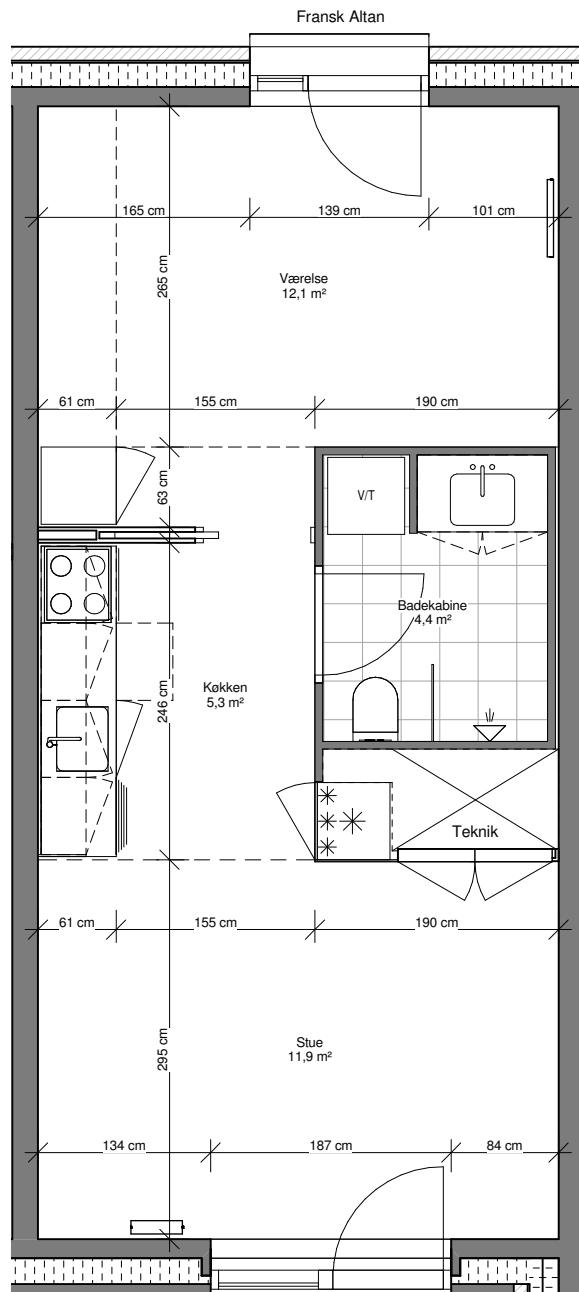 Fransk Altan
165 cm
139 cm
101 cm
265 cm
Værelse
12,1 m²
61 cm
155 cm
190 cm
63 cm
V/T
Badekabine
4,4 m²
Køkken
5,3 m²
246 cm
Teknik
61 cm
155 cm
190 cm
295 cm
Stue
11,9 m²
134 cm
187 cm
84 cm